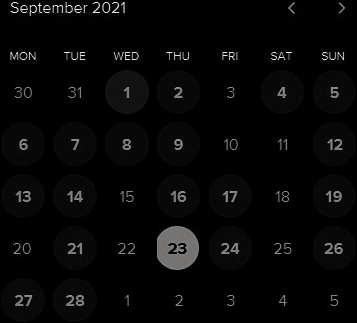 September 2021
MON TUE WED THU FRI SAT SUN
30 31 1 2 3 4 5
6 7 8 9 10 11 12
13 14 15 16 17 18 19
20 21 22 23 24 25 26
27 28 1 2 3 4 5